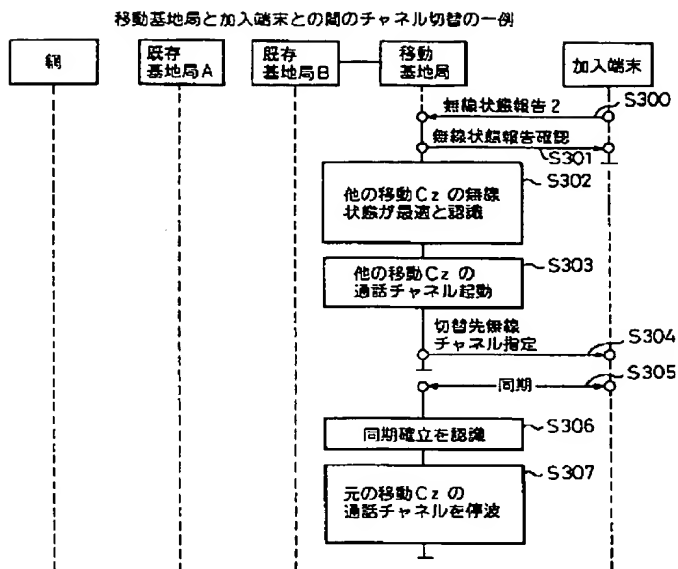 移動基地局と加入端末との間のチャネル切替の一例
網
既存
基地局A
既存
基地局B
移動
基地局
加入端末
無線状態報告2
S300
無線状態報告確認
S301
S302
他の移動Czの無線
状態が最適と認識
S303
他の移動Czの
通話チャネル起動
切替先無線
チャネル指定
S304
S305
同期
同期確立を認識
S306
S307
元の移動Czの
通話チャネルを停波